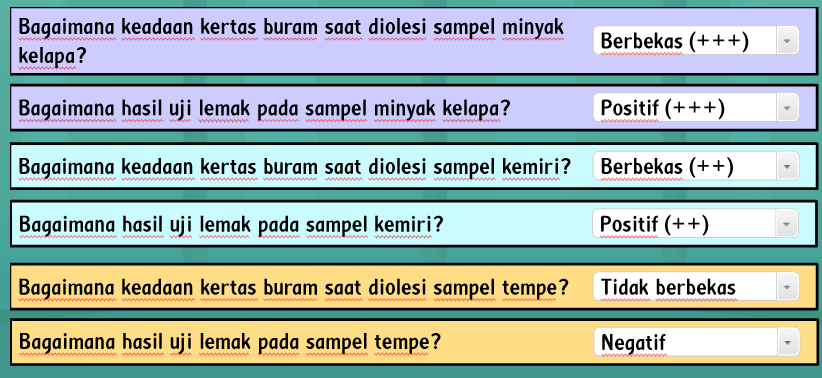 Bagaimana keadaan kertas buram saat diolesi sampel minyak
kelapa?
Berbekas (+++)
Bagaimana hasil uji lemak pada sampel minyak kelapa?
Positif (+++)
Bagaimana keadaan kertas buram saat diolesi sampel kemiri?
Berbekas (++)
Bagaimana hasil uji lemak pada sampel kemiri?
Positif (++)
Bagaimana keadaan kertas buram saat diolesi sampel tempe?
Tidak berbekas
Bagaimana hasil uji lemak pada sampel tempe?
Negatif